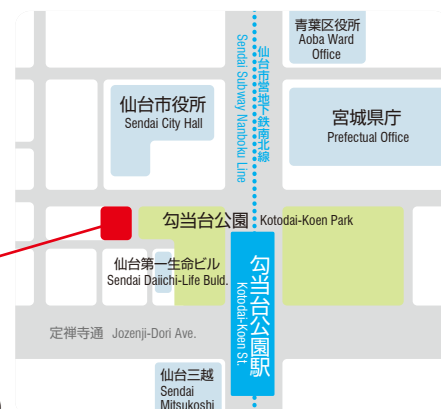 青葉区役所
Aoba Ward
Office
仙台市役所
Sendai City Hall
仙台市営地下鉄南北線
Sendai Subway Nanboku Line
宮城県庁
Prefectual Office
勾当台公園 Kotodai-Koen Park
仙台第一生命ビル
Sendai Daiichi-Life Buld.
勾当台公園駅
Kotodai-Koen St.
定禅寺通 Jozenji-Dori Ave.
仙台三越
Sendai
Mitsukoshi